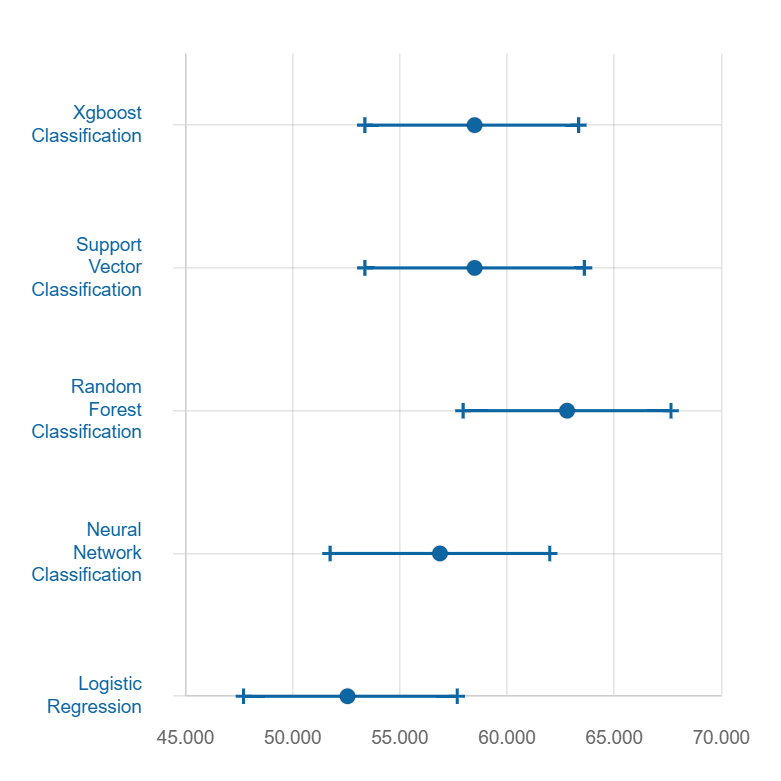 Xgboost
Classification
Support
Vector
Classification
Random
Forest
Classification
Neural
Network
Classification
Logistic
Regression
45.000 50.000 55.000 60.000 65.000 70.000